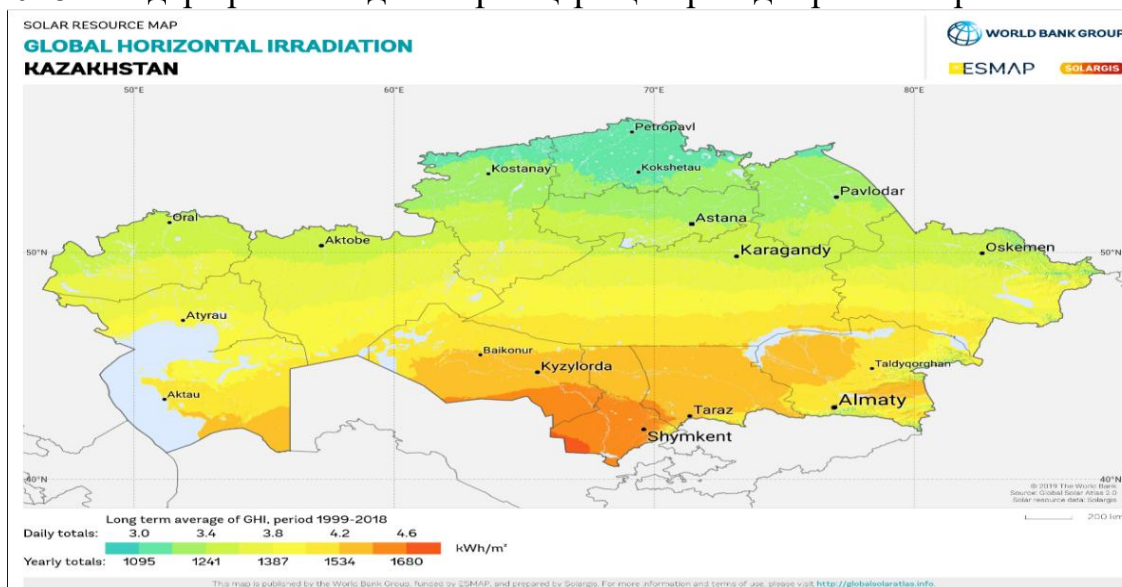 SOLAR RESOURCE MAP
GLOBAL HORIZONTAL IRRADIATION
KAZAKHSTAN
WORLD BANK GROUP
ESMAP
SOLARGIS
50°E
60°E
70°E
80°E
Petropavl
Kostanay
Kokshetau
Pavlodar
Oral
Astana
Aktobe
50°N
Karagandy
Oskemen
50°N
Atyrau
Baikonur
Kyzylorda
Taldyqorghan
Aktau
Taraz
Almaty
Shymkent
40°N
40°N
© 2019 The World Bank
Source: Global Solar Atlas 2.0
Solar resource data: Solargis
200 km
Long term average of GHI, period 1999-2018
Daily totals: 3.0 3.4 3.8 4.2 4.6
kWh/m²
Yearly totals: 1095 1241 1387 1534 1680
This map is published by the World Bank Group, funded by ESMAP, and prepared by Solargis. For more information and terms of use, please visit http://globalsolaratlas.info.